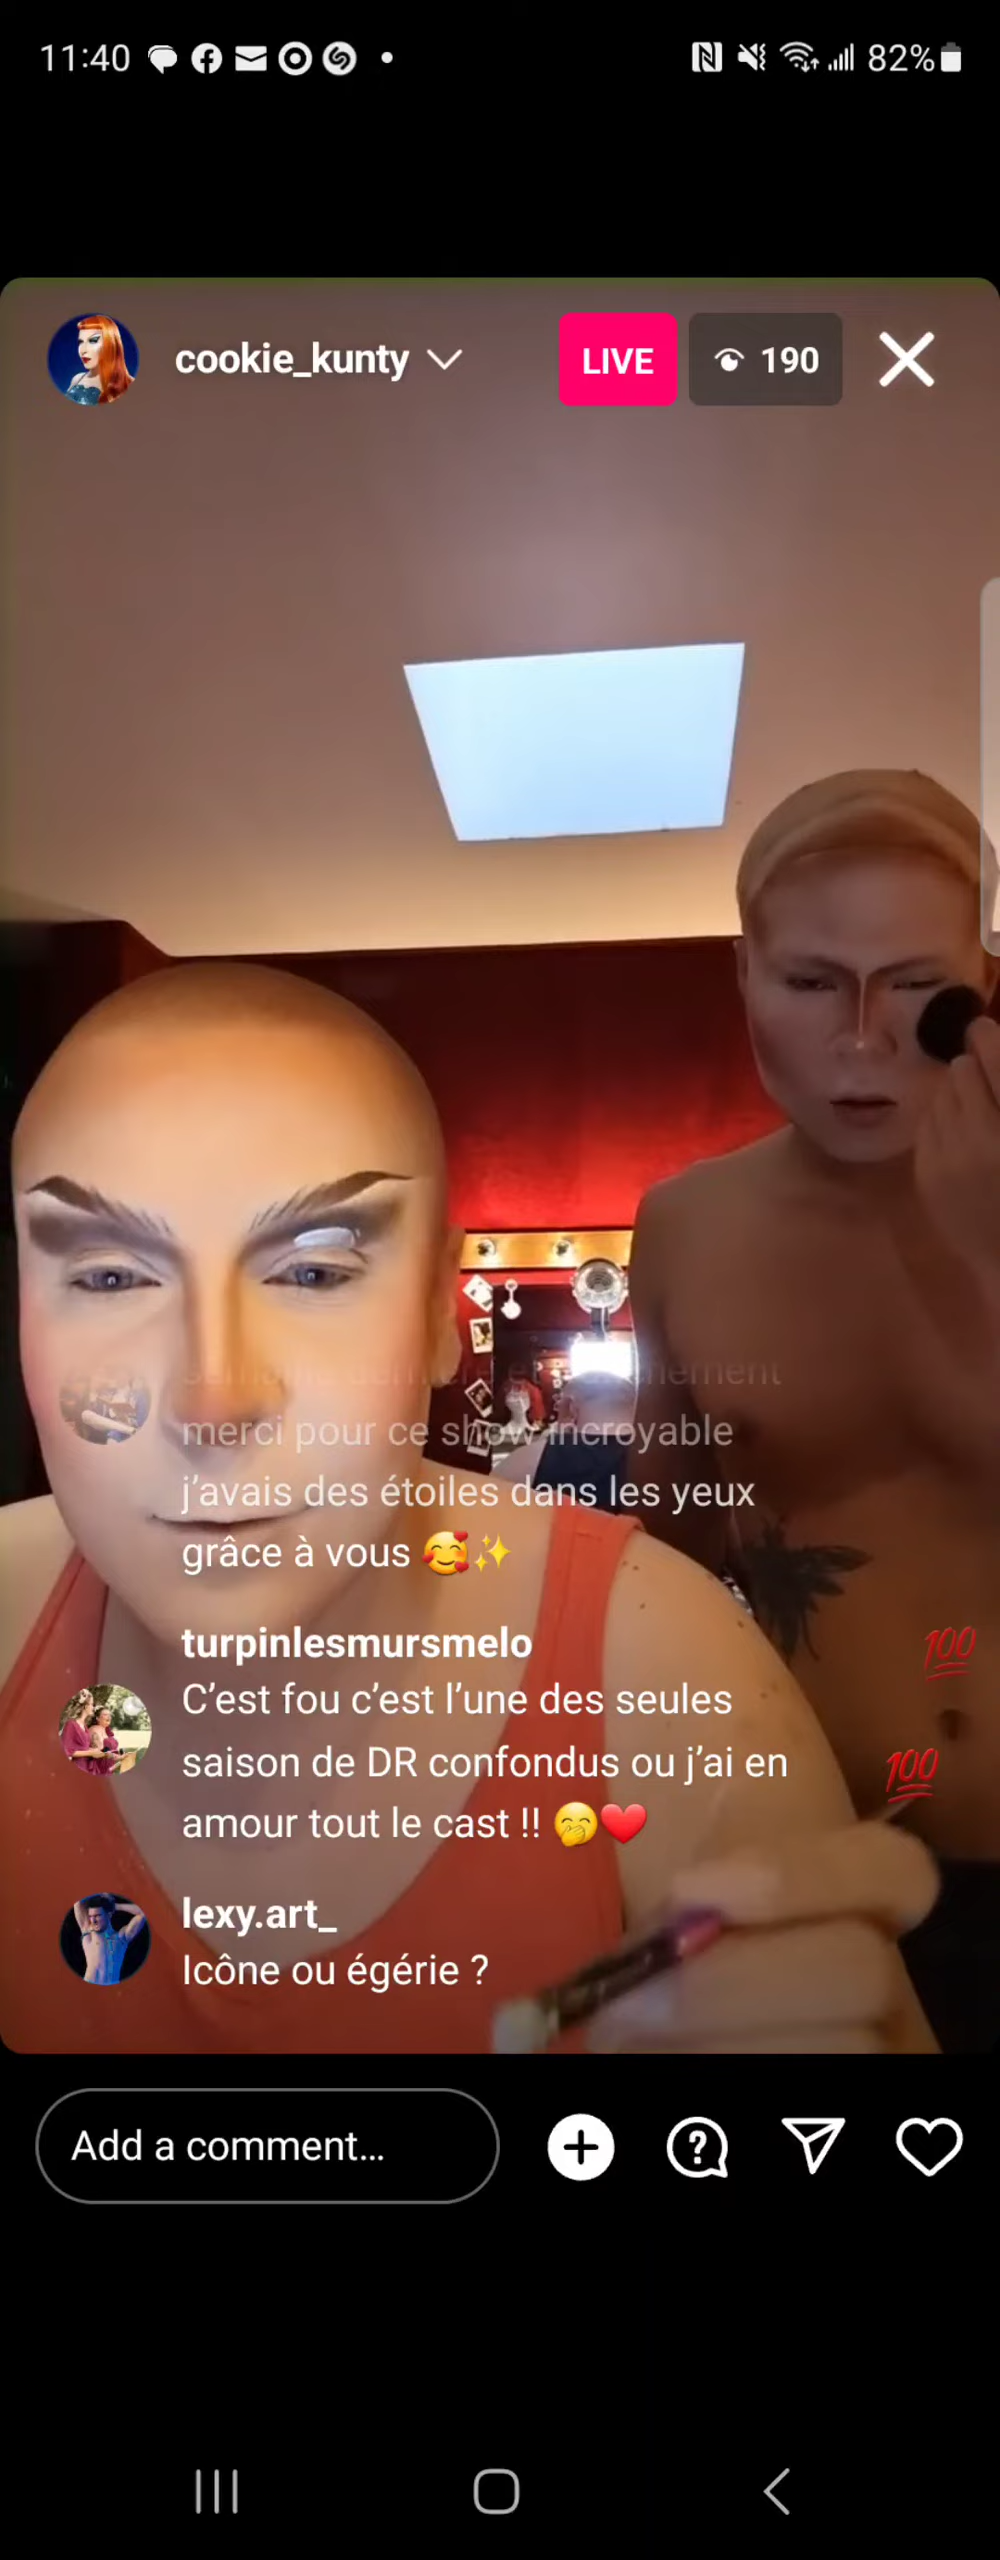 11:40
82%
cookie_kunty
LIVE
190
merci pour ce show incroyable
j’avais des étoiles dans les yeux
grâce à vous 🥰✨
turpinlesmursmelo
C’est fou c’est l’une des seules
saison de DR confondus ou j’ai en
amour tout le cast !! 🤭❤️
💯
💯
lexy.art_
Icône ou égérie ?
Add a comment...